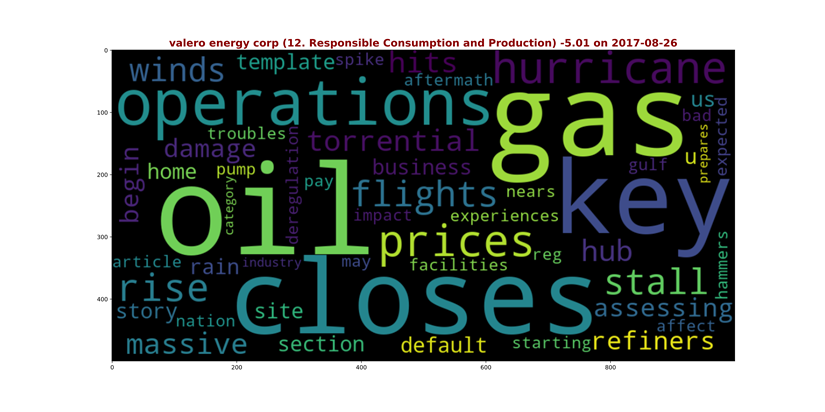 valero energy corp (12. Responsible Consumption and Production) -5.01 on 2017-08-26
0
100
200
300
400
0
200
400
600
800
winds
template
spike
hits
hurricane
aftermath
operations
gas
us
bad
troubles
torrential
damage
deregulation
begin
home
pump
business
u
gulf
prepares
expected
category
oil
pay
flights
nears
key
impact
experiences
prices
reg
hub
article
rain
industry
may
facilities
hammers
rise
closes
stall
story
nation
site
assessing
affect
massive
section
default
starting
refiners